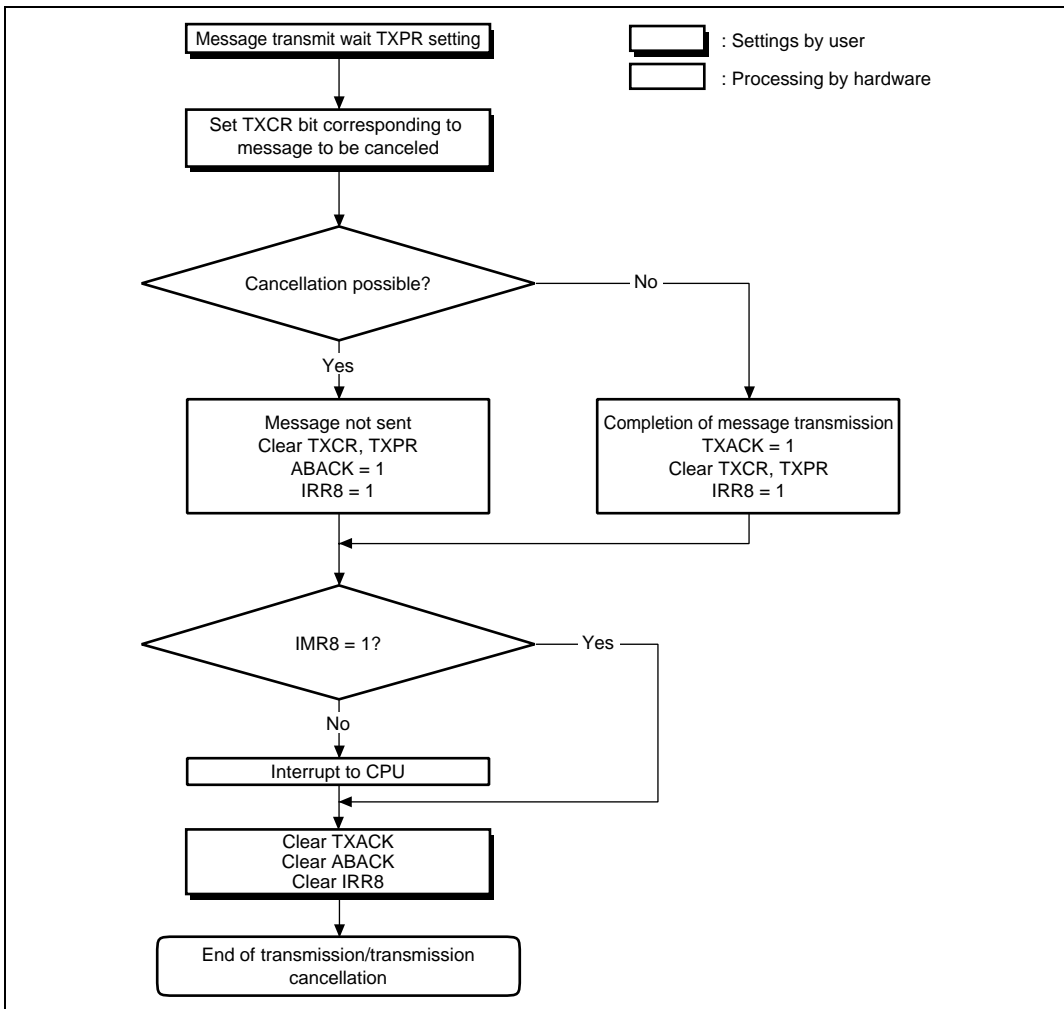 Message transmit wait TXPR setting
: Settings by user
: Processing by hardware
Set TXCR bit corresponding to
message to be canceled
Cancellation possible?
No
Yes
Message not sent
Clear TXCR, TXPR
ABACK = 1
IRR8 = 1
Completion of message transmission
TXACK = 1
Clear TXCR, TXPR
IRR8 = 1
IMR8 = 1?
Yes
No
Interrupt to CPU
Clear TXACK
Clear ABACK
Clear IRR8
End of transmission/transmission
cancellation